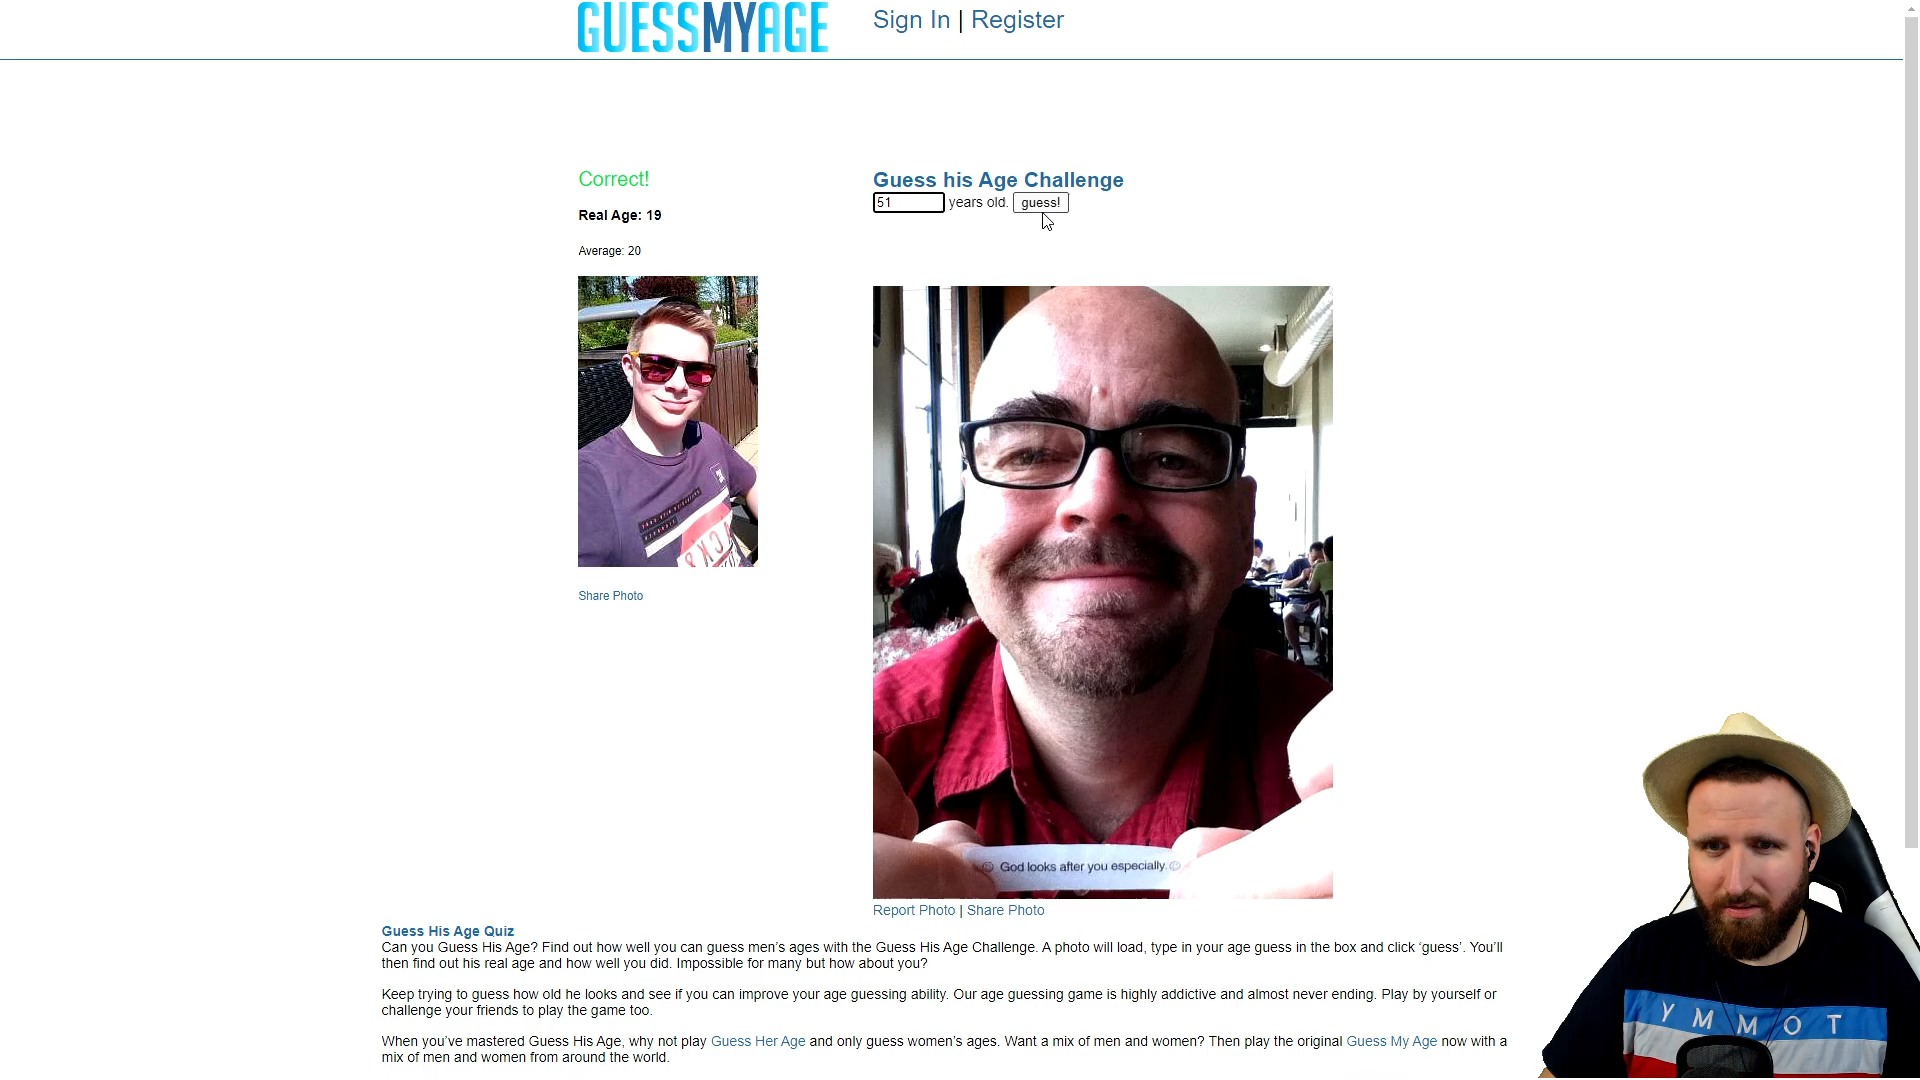 GUESSMYAGE
Sign In | Register
Correct!
Real Age: 19
Average: 20
Share Photo
Guess his Age Challenge
51 years old. guess!
God looks after you especially.
Report Photo | Share Photo
Guess His Age Quiz
Can you Guess His Age? Find out how well you can guess men's ages with the Guess His Age Challenge. A photo will load, type in your age guess in the box and click ‘guess’. You'll
then find out his real age and how well you did. Impossible for many but how about you?
Keep trying to guess how old he looks and see if you can improve your age guessing ability. Our age guessing game is highly addictive and almost never ending. Play by yourself or
challenge your friends to play the game too.
When you've mastered Guess His Age, why not play Guess Her Age and only guess women's ages. Want a mix of men and women? Then play the original Guess My Age now with a
mix of men and women from around the world.
YMMOT